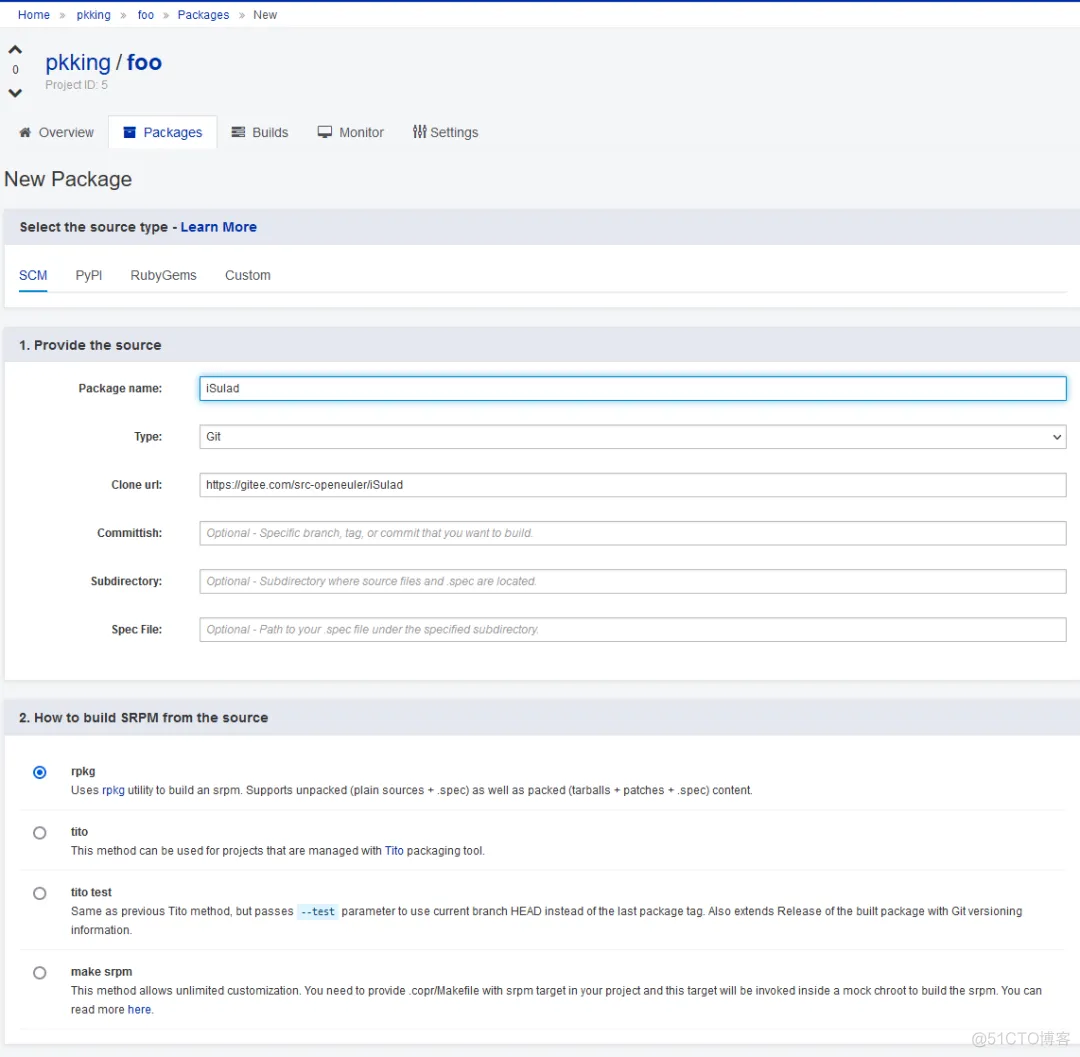 Home » pkking » foo » Packages » New
0
pkking / foo
Project ID: 5
Overview Packages Builds Monitor Settings
New Package
Select the source type - Learn More
SCM PyPI RubyGems Custom
1. Provide the source
Package name: iSulad
Type: Git
Clone url: https://gitee.com/src-openeuler/iSulad
Committish: Optional - Specific branch, tag, or commit that you want to build.
Subdirectory: Optional - Subdirectory where source files and .spec are located.
Spec File: Optional - Path to your .spec file under the specified subdirectory.
2. How to build SRPM from the source
rpkg
Uses rpkg utility to build an srpm. Supports unpacked (plain sources + .spec) as well as packed (tarballs + patches + .spec) content.
tito
This method can be used for projects that are managed with Tito packaging tool.
tito test
Same as previous Tito method, but passes --test parameter to use current branch HEAD instead of the last package tag. Also extends Release of the built package with Git versioning
information.
make srpm
This method allows unlimited customization. You need to provide .copr/Makefile with srpm target in your project and this target will be invoked inside a mock chroot to build the srpm. You can
read more here.
@51CTO博客